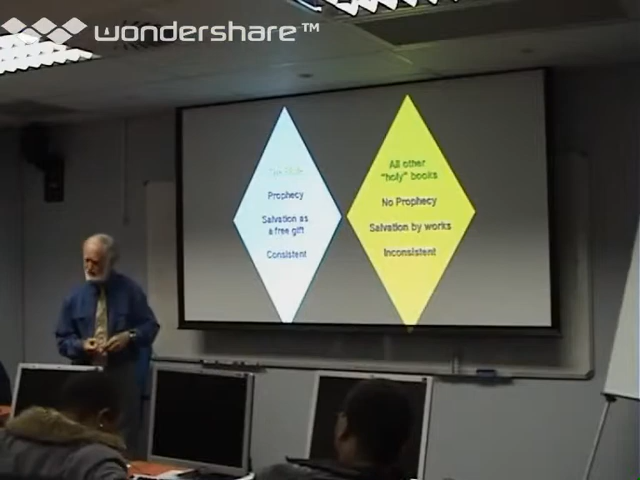 wondershare™
Prophecy
Salvation as
a free gift
Consistent
All other
"holy" books
No Prophecy
Salvation by works
Inconsistent